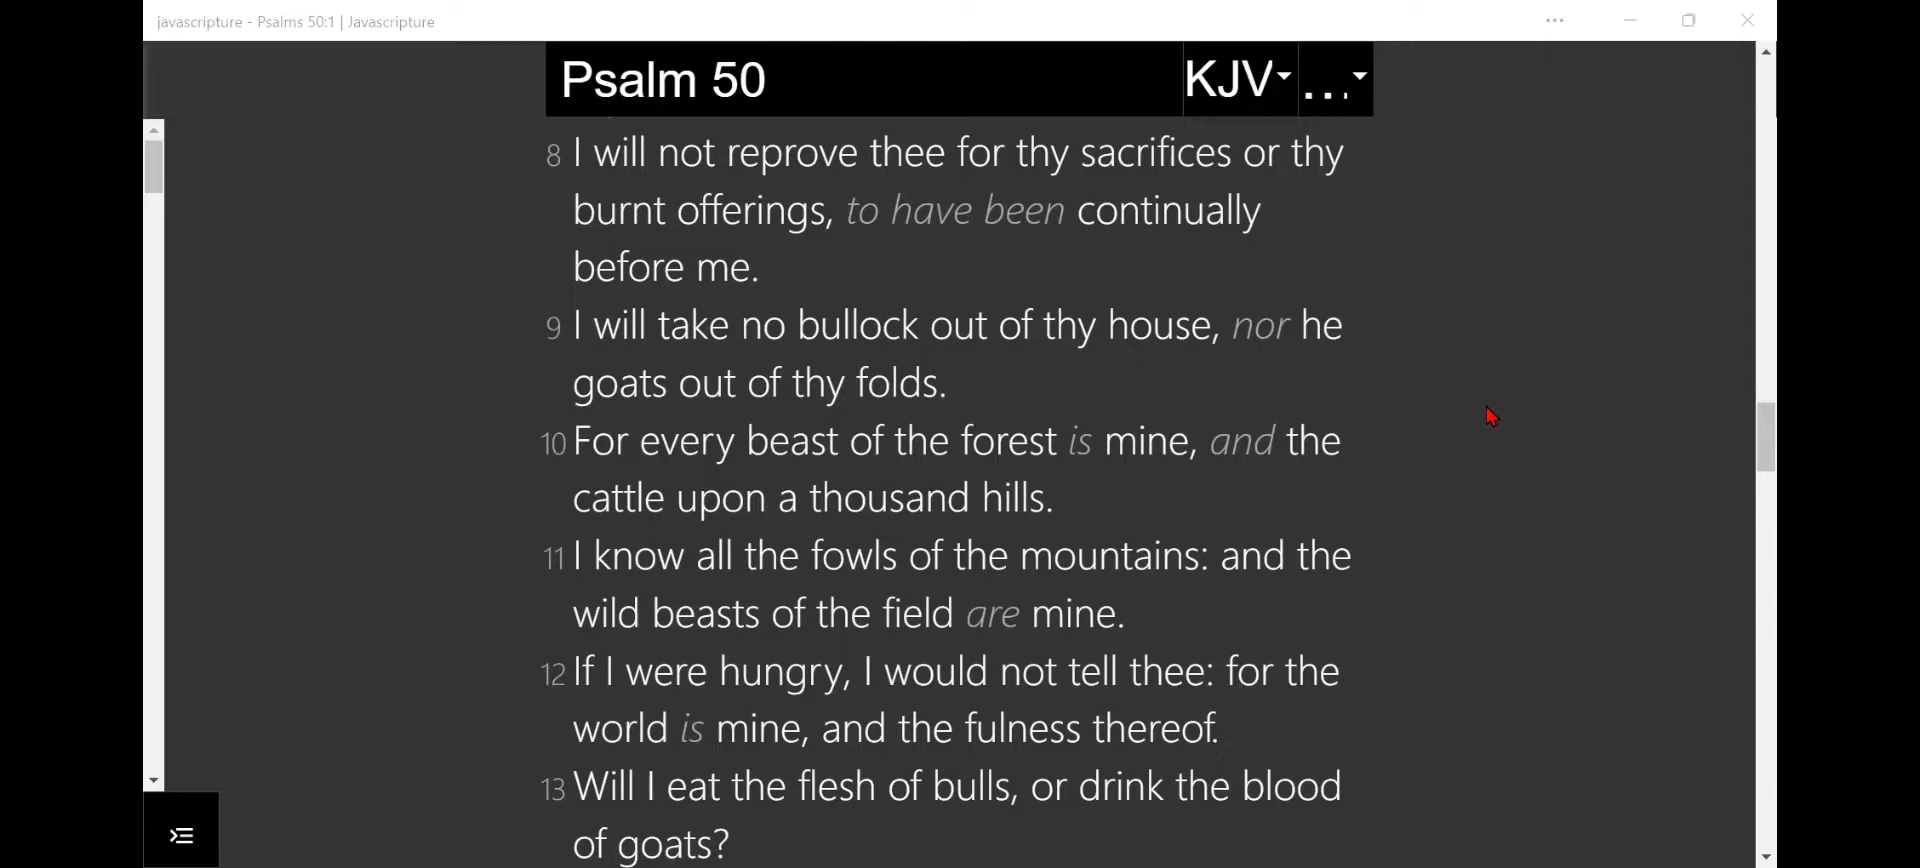 javascripture - Psalms 50:1 | Javascripture
Psalm 50 KJV ...
8 I will not reprove thee for thy sacrifices or thy
burnt offerings, to have been continually
before me.
9 I will take no bullock out of thy house, nor he
goats out of thy folds.
10 For every beast of the forest is mine, and the
cattle upon a thousand hills.
11 I know all the fowls of the mountains: and the
wild beasts of the field are mine.
12 If I were hungry, I would not tell thee: for the
world is mine, and the fulness thereof.
13 Will I eat the flesh of bulls, or drink the blood
of goats?